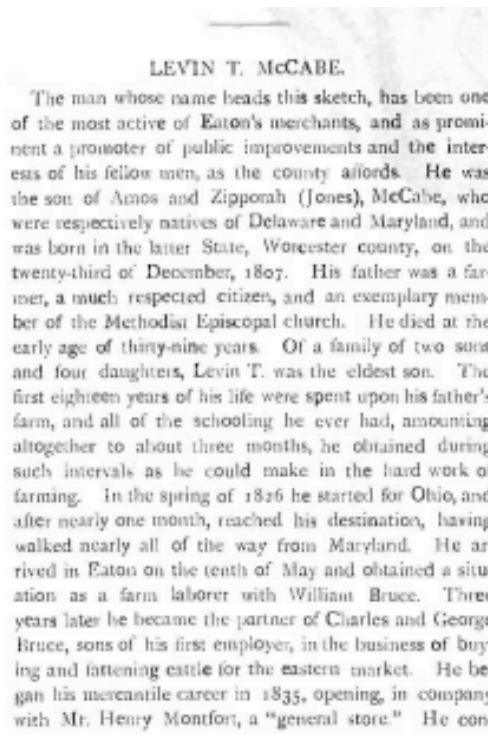 LEVIN T. McCABE.
The man whose name heads this sketch, has been one
of the most active of Eaton's merchants, and as promi-
nent a promoter of public improvements and the inter-
ests of his fellow men, as the county affords. He was
the son of Amos and Zipporah (Jones), McCabe, who
were respectively natives of Delaware and Maryland, and
was born in the latter State, Worcester county, on the
twenty-third of December, 1807. His father was a far-
mer, a much respected citizen, and an exemplary mem-
ber of the Methodist Episcopal church. He died at the
early age of thirty-nine years. Of a family of two sons
and four daughters, Levin T. was the eldest son. The
first eighteen years of his life were spent upon his father's
farm, and all of the schooling he ever had, amounting
altogether to about three months, he obtained during
such intervals as he could make in the hard work of
farming. In the spring of 1826 he started for Ohio, and
after nearly one month, reached his destination, having
walked nearly all of the way from Maryland. He ar
rived in Eaton on the tenth of May and obtained a situ
ation as a farm laborer with William Bruce. Three
years later he became the partner of Charles and George
Bruce, sons of his first employer, in the business of buy
ing and fattening cattle for the eastern market. He be
gan his mercantile career in 1835, opening, in company
with Mr. Henry Montfort, a "general store." He con